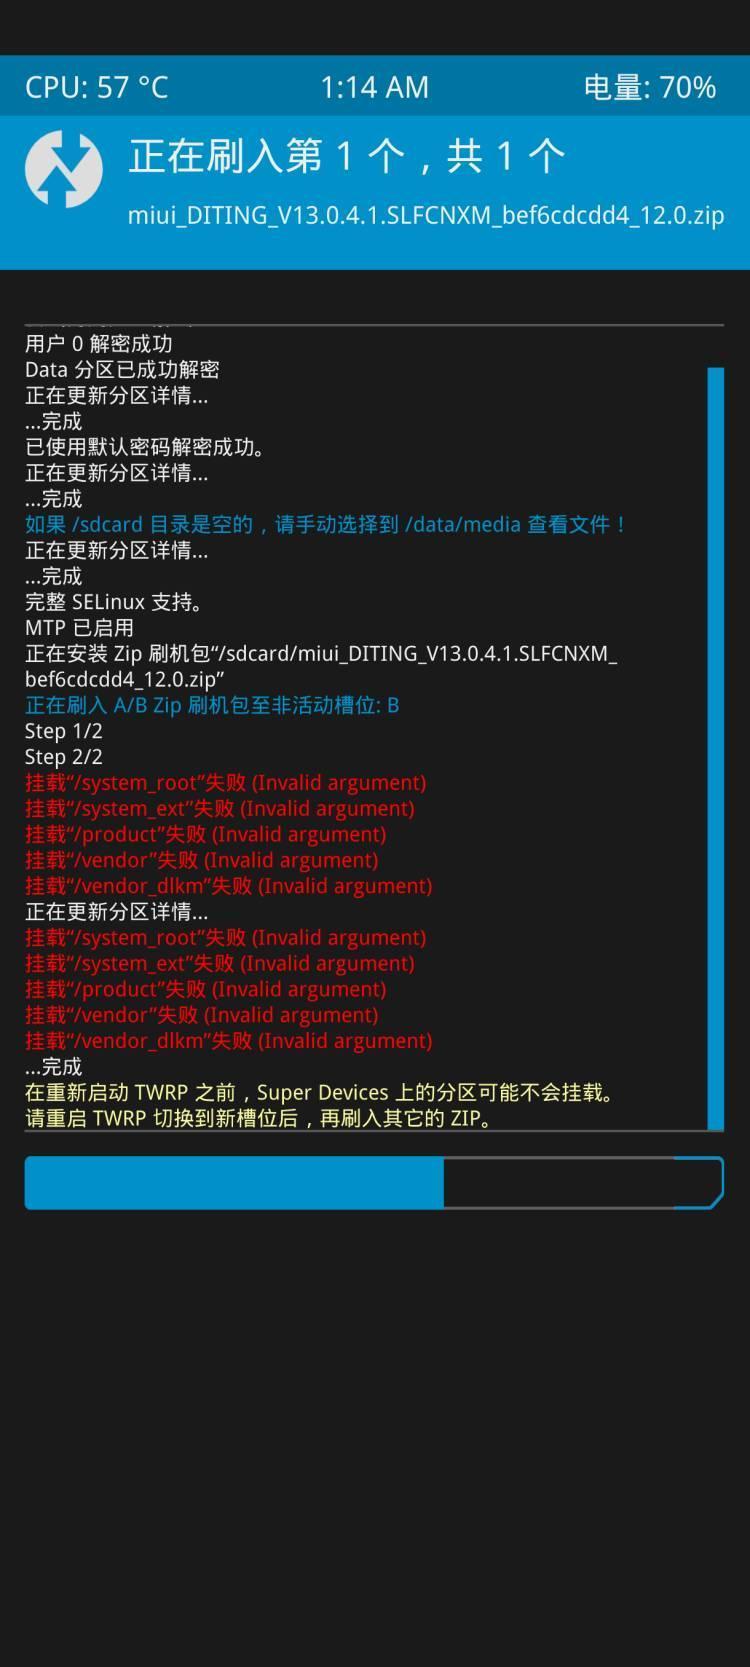 CPU: 57 °C 1:14 AM 电量: 70%
正在刷入第 1 个，共 1 个
miui_DITING_V13.0.4.1.SLFCNXM_bef6cdcdd4_12.0.zip
用户 0 解密成功
Data 分区已成功解密
正在更新分区详情...
...完成
已使用默认密码解密成功。
正在更新分区详情...
...完成
如果 /sdcard 目录是空的，请手动选择到 /data/media 查看文件！
正在更新分区详情...
...完成
完整 SELinux 支持。
MTP 已启用
正在安装 Zip 刷机包“/sdcard/miui_DITING_V13.0.4.1.SLFCNXM_
bef6cdcdd4_12.0.zip”
正在刷入 A/B Zip 刷机包至非活动槽位: B
Step 1/2
Step 2/2
挂载“/system_root”失败 (Invalid argument)
挂载“/system_ext”失败 (Invalid argument)
挂载“/product”失败 (Invalid argument)
挂载“/vendor”失败 (Invalid argument)
挂载“/vendor_dlkm”失败 (Invalid argument)
正在更新分区详情...
挂载“/system_root”失败 (Invalid argument)
挂载“/system_ext”失败 (Invalid argument)
挂载“/product”失败 (Invalid argument)
挂载“/vendor”失败 (Invalid argument)
挂载“/vendor_dlkm”失败 (Invalid argument)
...完成
在重新启动 TWRP 之前，Super Devices 上的分区可能不会挂载。
请重启 TWRP 切换到新槽位后，再刷入其它的 ZIP。